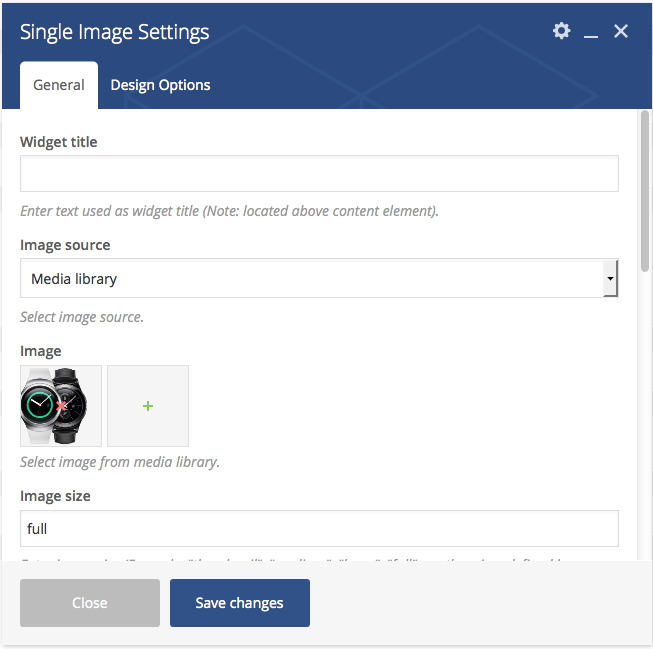 Single Image Settings
General
Design Options
Widget title
Enter text used as widget title (Note: located above content element).
Image source
Media library
Select image source.
Image
Select image from media library.
Image size
full
Close
Save changes